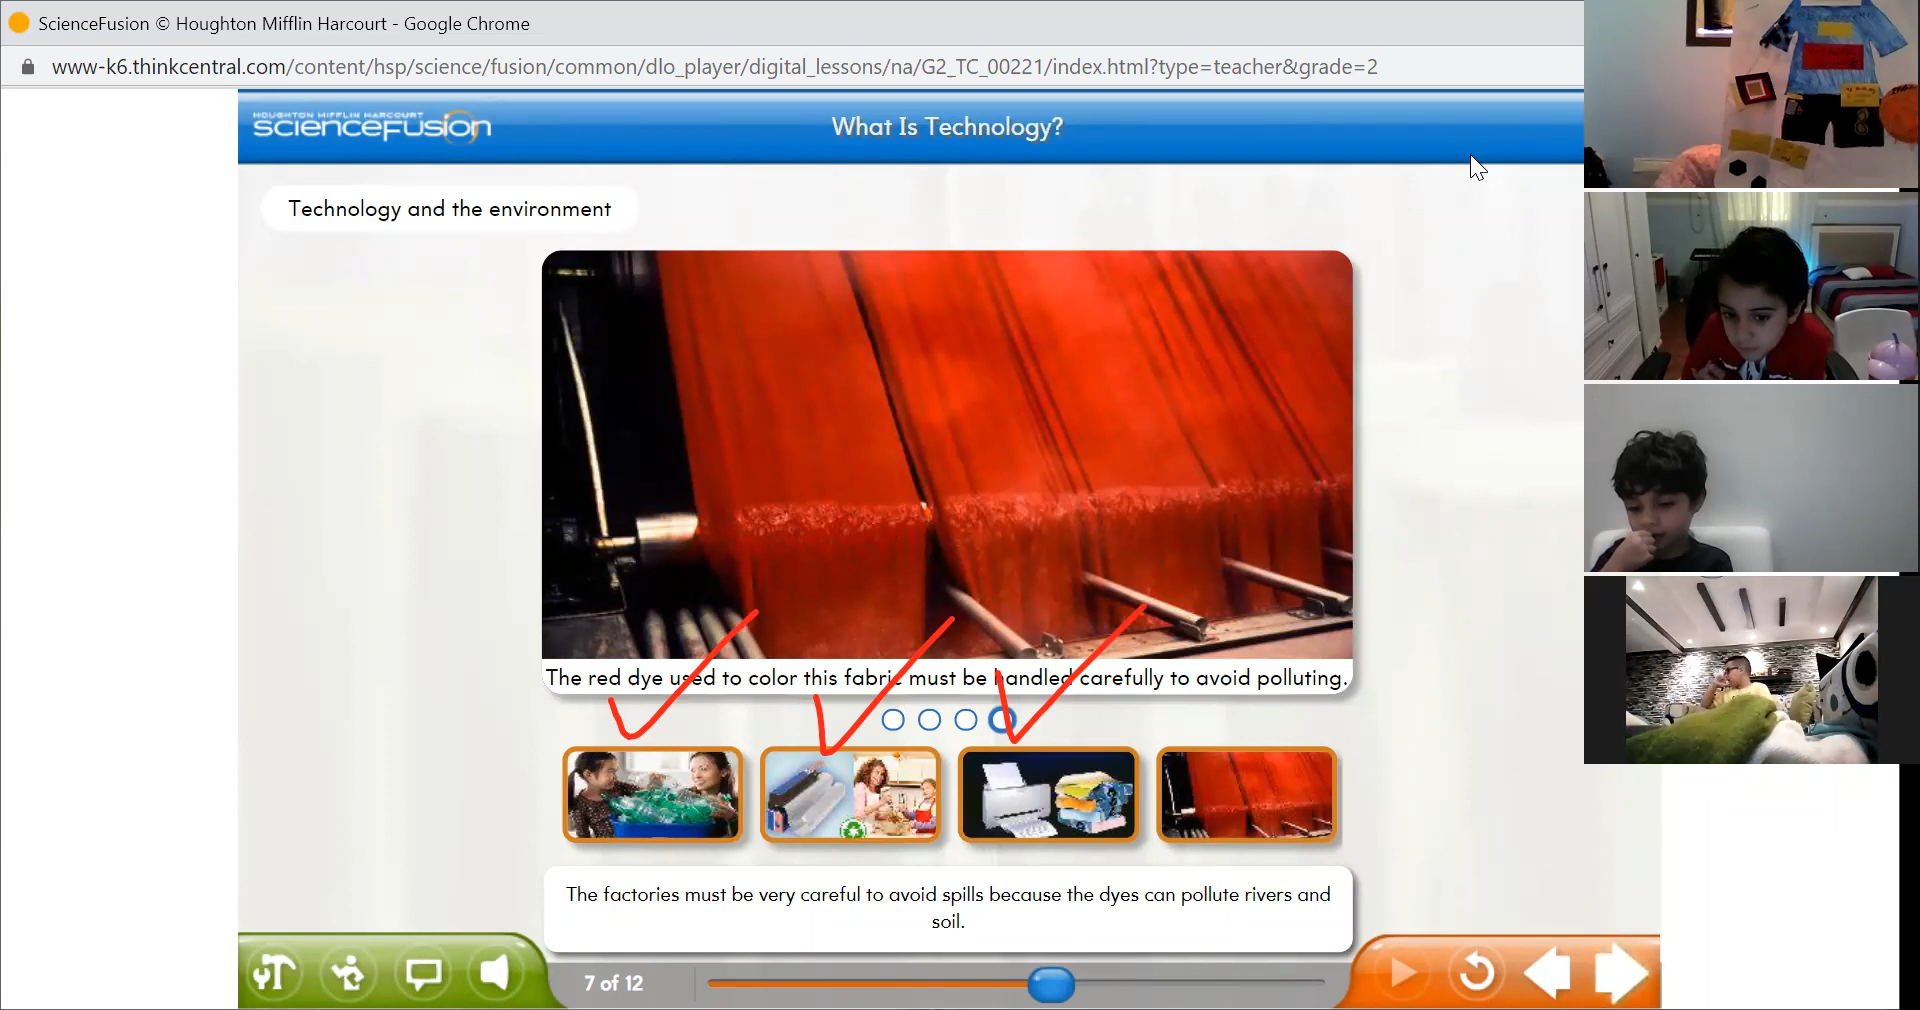 ScienceFusion © Houghton Mifflin Harcourt - Google Chrome
www-k6.thinkcentral.com/content/hsp/science/fusion/common/dlo_player/digital_lessons/na/G2_TC_00221/index.html?type=teacher&grade=2
HOUGHTON MIFFLIN HARCOURT
SCIENCEFUSION
What Is Technology?
Technology and the environment
The red dye used to color this fabric must be handled carefully to avoid polluting.
The factories must be very careful to avoid spills because the dyes can pollute rivers and
soil.
7 of 12